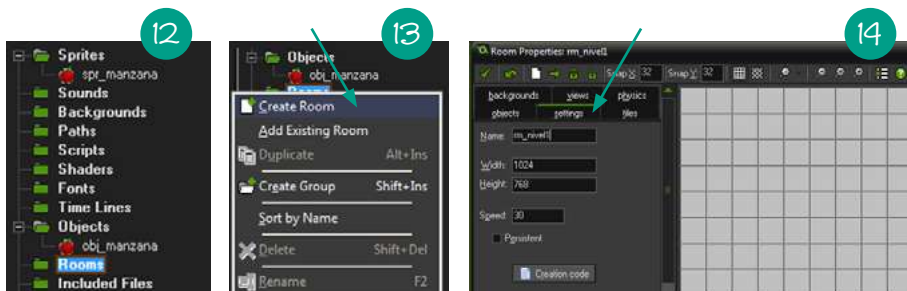 12
Sprites
spr_manzana
Sounds
Backgrounds
Paths
Scripts
Shaders
Fonts
Time Lines
Objects
obj_manzana
Rooms
Included Files
13
Objects
obj_manzana
Rooms
Create Room
Add Existing Room
Duplicate Alt+Ins
Create Group Shift+Ins
Sort by Name
Delete Shift+Del
Rename F2
14
Room Properties: rm_nivel1
Snap X: 32 Snap Y: 32
backgrounds views physics
objects settings tiles
Name: rm_nivel1
Width: 1024
Height: 768
Speed: 30
Persistent
Creation code